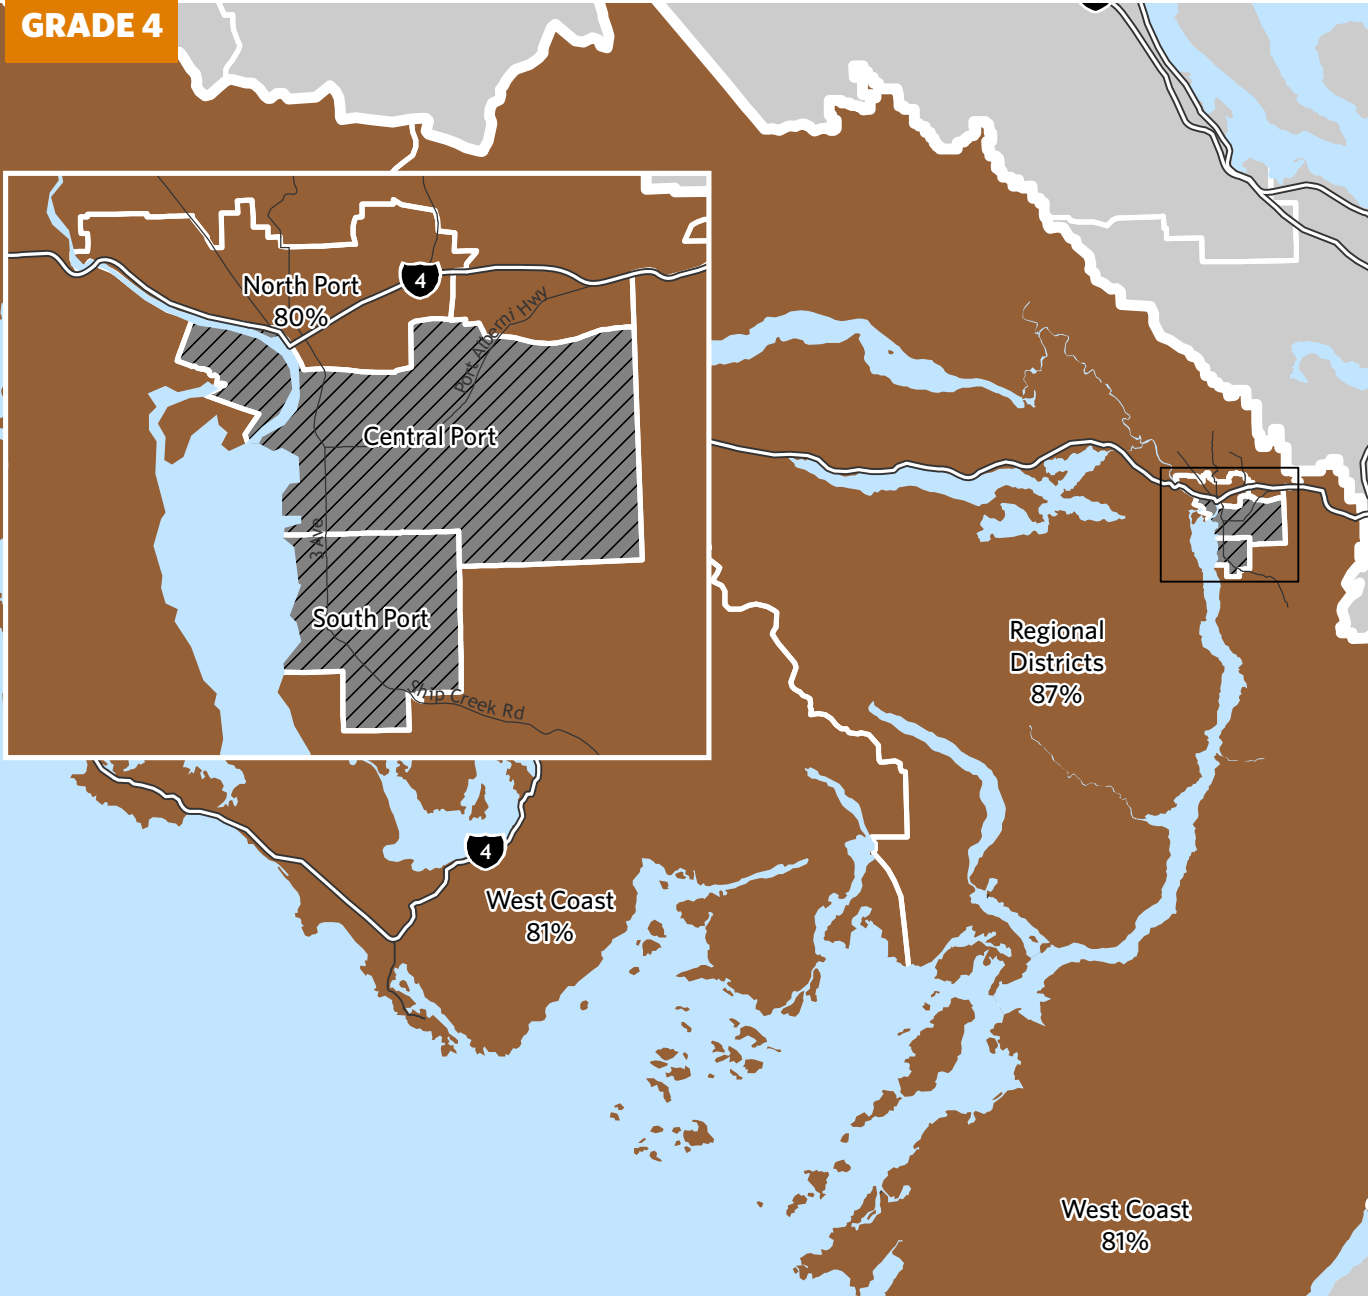 GRADE 4
North Port
80%
4
Port Alberni Hwy
Central Port
3 Ave
South Port
Ship Creek Rd
Regional
Districts
87%
4
West Coast
81%
West Coast
81%